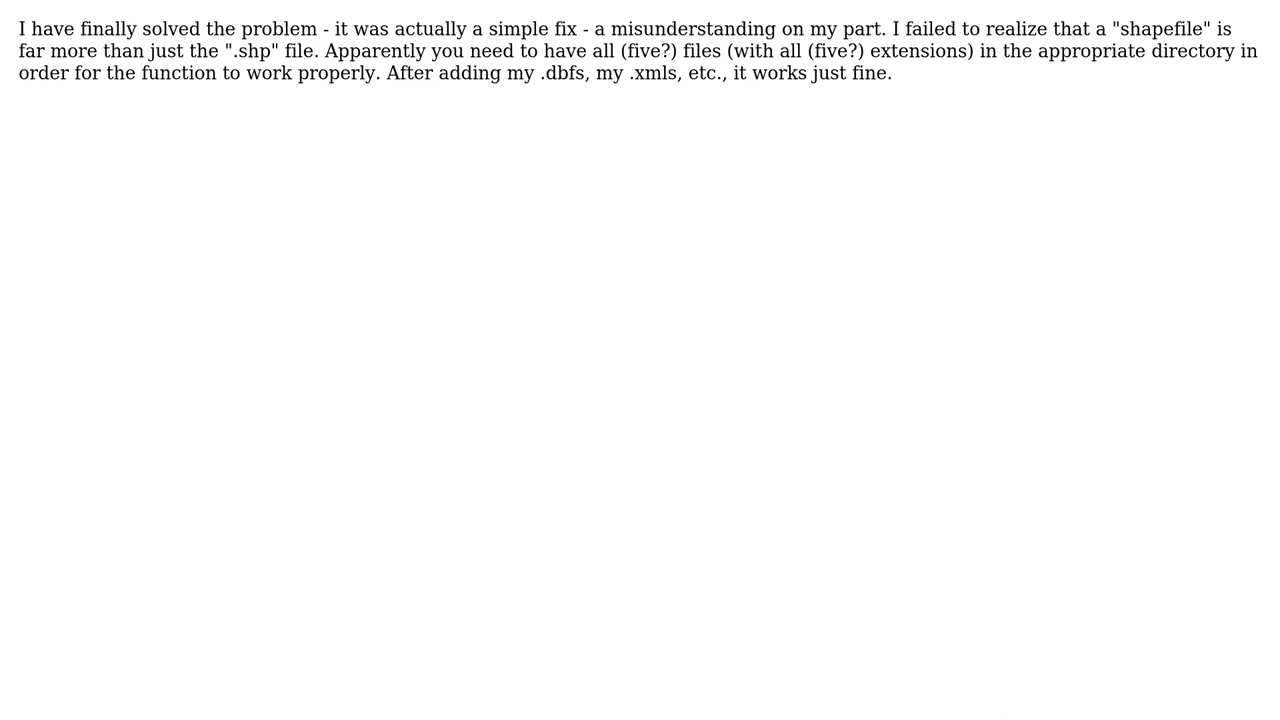 I have finally solved the problem - it was actually a simple fix - a misunderstanding on my part. I failed to realize that a "shapefile" is
far more than just the ".shp" file. Apparently you need to have all (five?) files (with all (five?) extensions) in the appropriate directory in
order for the function to work properly. After adding my .dbfs, my .xmls, etc., it works just fine.